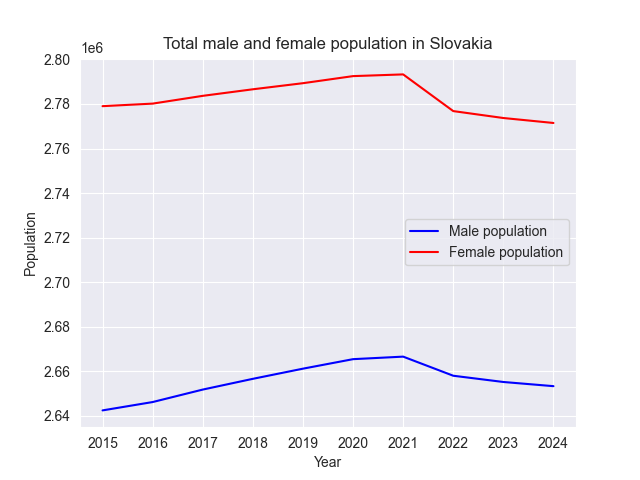 Total male and female population in Slovakia
1e6
2.80
2.78
2.76
2.74
2.72
2.70
2.68
2.66
2.64
Population
Male population
Female population
2015 2016 2017 2018 2019 2020 2021 2022 2023 2024
Year